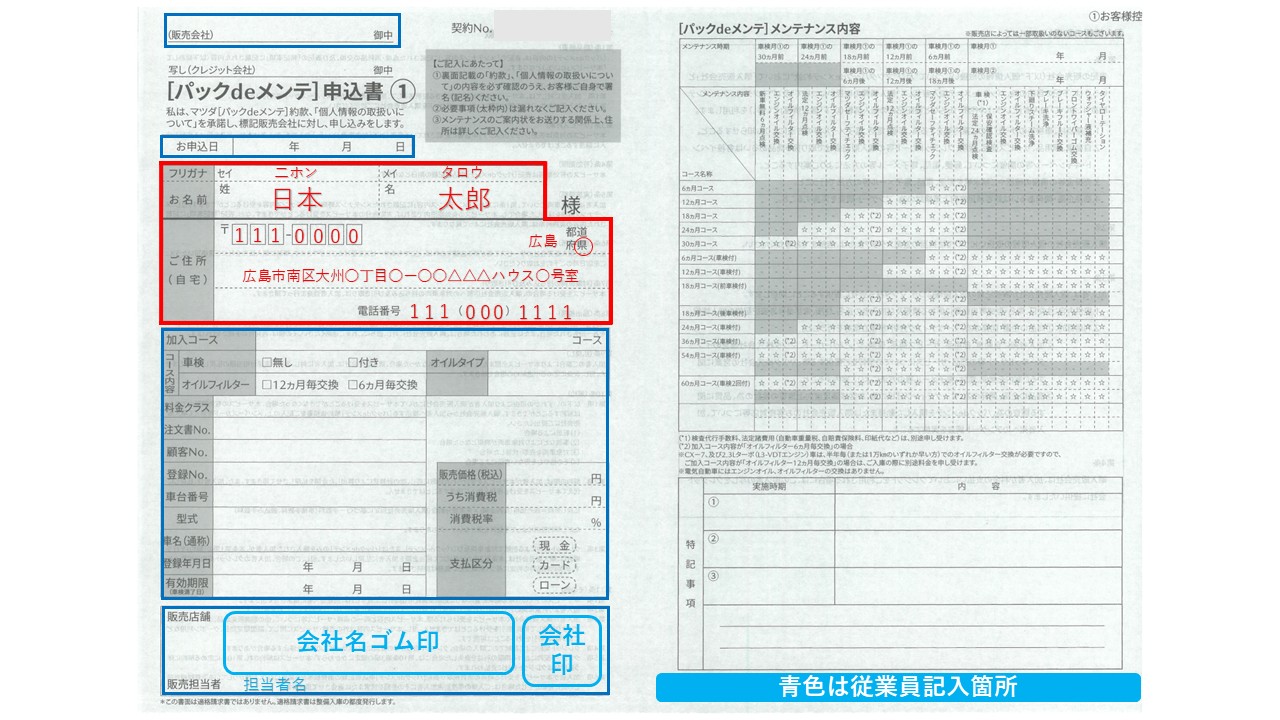 (販売会社) 御中
契約No.
写し(クレジット会社) 御中
[パックdeメンテ]申込書①
私は、マツダ[パックdeメンテ]約款、「個人情報の取扱いに
ついて」を承諾し、標記販売会社に対し、申し込みをします。
【ご記入にあたって】
①裏面記載の「約款」、「個人情報の取扱いについ
て」の内容を必ず確認のうえ、お客様ご自身で署
名(記名)ください。
②必要事項(太枠内)は漏れなくご記入ください。
③メンテナンスのご案内状をお送りする関係上、住
所は詳しくご記入ください。
お申込日 年 月 日
フリガナ セイ ニホン メイ タロウ
お名前 姓 日本 名 太郎 様
ご住所
(自宅)
〒111-0000
広島 都道
府県
広島市南区大州〇丁目〇ー〇〇△△△ハウス〇号室
電話番号 111(000)1111
加入コース コース
コース内容 車検 □無し □付き オイルタイプ
オイルフィルター □12ヵ月毎交換 □6ヵ月毎交換
料金クラス
注文書No.
顧客No.
登録No. 販売価格(税込) 円
車台番号 うち消費税 円
型式 消費税率 %
車名(通称) 現金
登録年月日 年 月 日 支払区分 カード
有効期限 年 月 日 ローン
(車検満了日)
販売店舗 会社名ゴム印 会社
印
販売担当者 担当者名
*この書面は適格請求書ではありません。適格請求書は整備入庫の都度発行します。
①お客様控
[パックdeメンテ]メンテナンス内容
※販売店によっては一部取扱いのないコースもございます。
メンテナンス時期 車検月①の 車検月①の 車検月①の 車検月①の 車検月①の 車検月①
30ヵ月前 24ヵ月前 18ヵ月前 12ヵ月前 6ヵ月前 年 月
車検月①の 車検月①の 車検月①の 車検月②
6ヵ月後 12ヵ月後 18ヵ月後 年 月
メンテナンス内容
新車無料6ヵ月点検
エンジンオイル交換
オイルフィルター交換
法定12ヵ月点検
エンジンオイル交換
オイルフィルター交換
マツダセーフティチェック
エンジンオイル交換
オイルフィルター交換
法定12ヵ月点検
エンジンオイル交換
オイルフィルター交換
マツダセーフティチェック
エンジンオイル交換
オイルフィルター交換
車検(*1)
法定24ヵ月点検
保安確認検査
エンジンオイル交換
オイルフィルター交換
下回りスチーム洗浄
ブレーキ洗浄
ブレーキフルード交換
フロントワイパーゴム交換
ウォッシャー液補充
タイヤローテーション
コース名称
6ヵ月コース ☆ ☆ (*2)
12ヵ月コース ☆ ☆ (*2)
18ヵ月コース ☆ ☆ (*2)
24ヵ月コース ☆ ☆ ☆
30ヵ月コース ☆ ☆ (*2)
6ヵ月コース(車検付)
12ヵ月コース(車検付)
18ヵ月コース(前車検付)
18ヵ月コース(後車検付)
24ヵ月コース(車検付)
36ヵ月コース(車検付)
54ヵ月コース(車検付)
60ヵ月コース(車検2回付)
(*1)検査代行手数料、法定諸費用(自動車重量税、自賠責保険料、印紙代など)は、別途申し受けます。
(*2)加入コース内容が「オイルフィルター6ヵ月毎交換」の場合
※CX-7、及び2.3Lターボ(L3-VDTエンジン)車は、半年毎(または1万kmのいずれか早い方)でのオイルフィルター交換が必要ですので、
ご加入コース内容が「オイルフィルター12ヵ月毎交換」の場合は、ご入庫の際に別途料金を申し受けます。
※電気自動車にはエンジンオイル、オイルフィルターの交換はありません。
特記事項 実施時期 内容
①
②
③
青色は従業員記入箇所